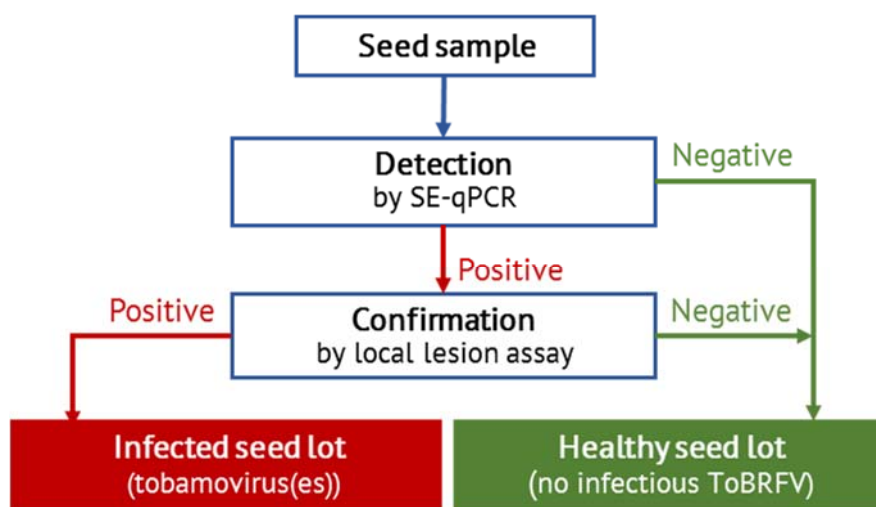 Seed sample
Detection
by SE-qPCR
Negative
Positive
Positive
Confirmation
by local lesion assay
Negative
Infected seed lot
(tobamovirus(es))
Healthy seed lot
(no infectious ToBRFV)